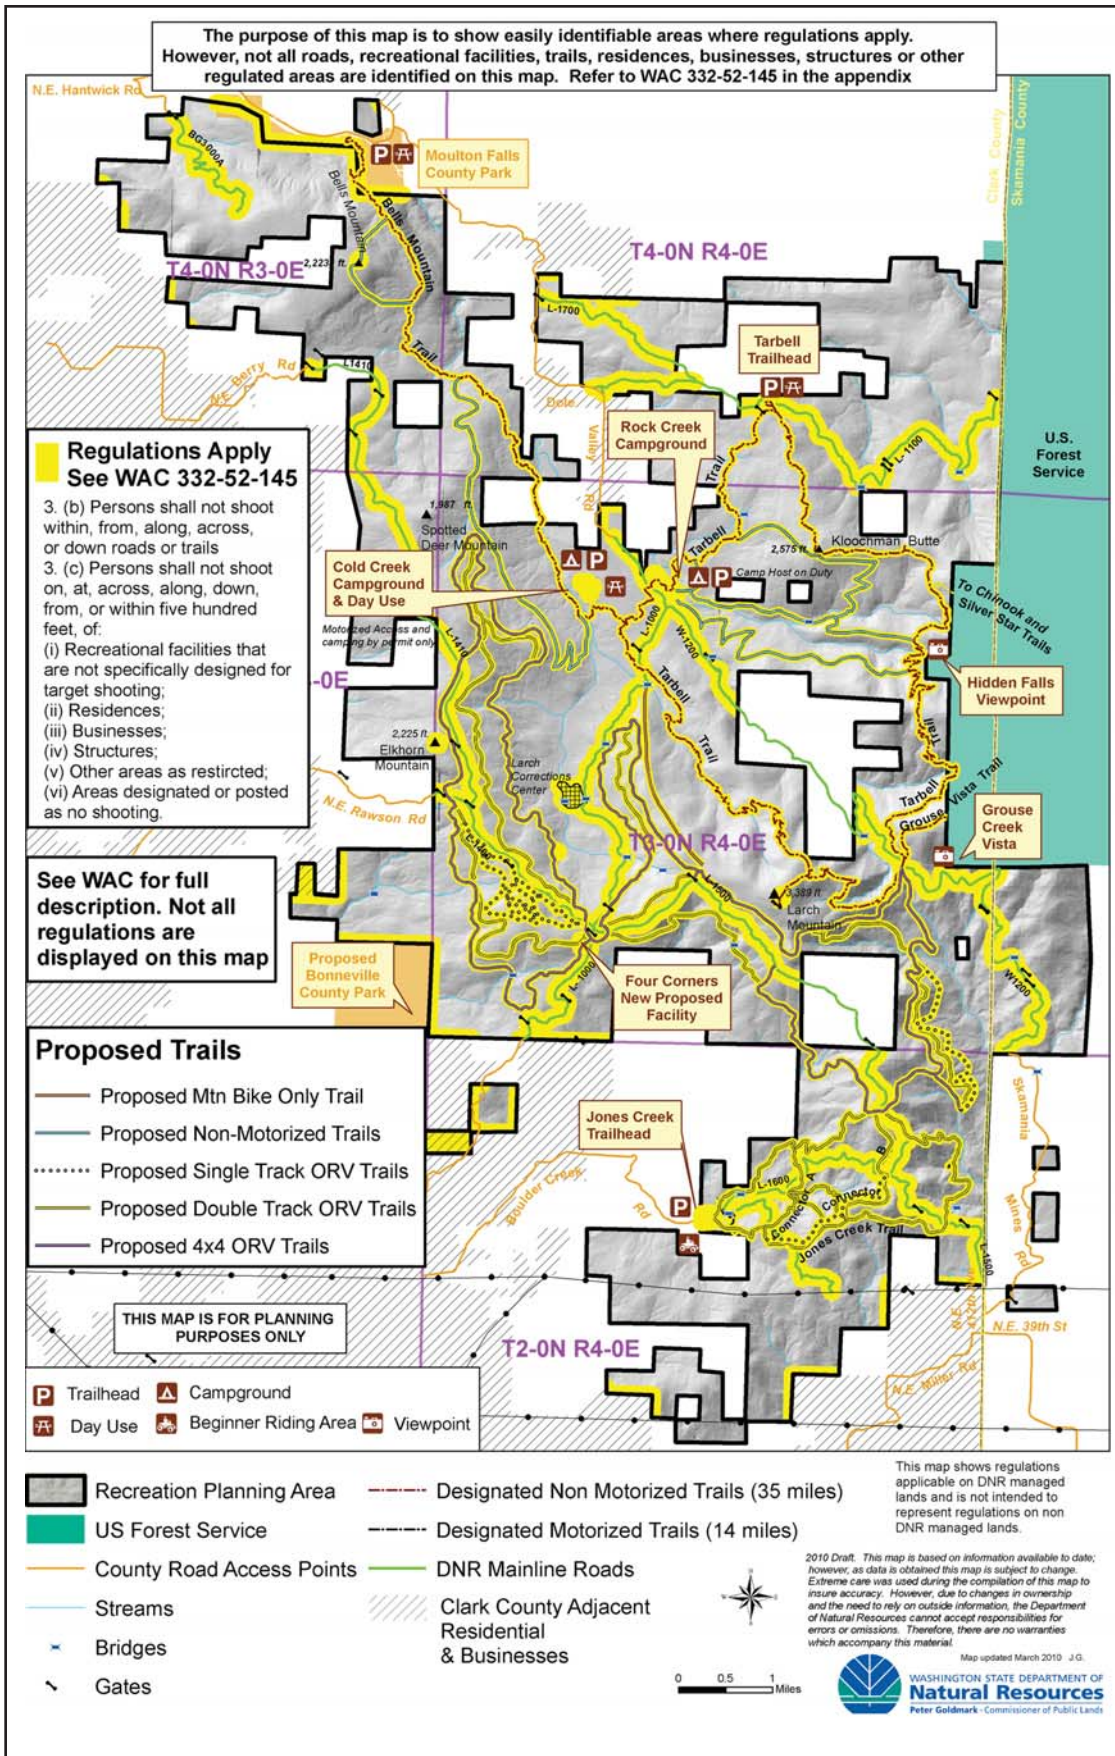 The purpose of this map is to show easily identifiable areas where regulations apply.
However, not all roads, recreational facilities, trails, residences, businesses, structures or other
regulated areas are identified on this map. Refer to WAC 332-52-145 in the appendix
N.E. Hantwick Rd
BG3000A
Moulton Falls
County Park
Clark County
Skamania County
Bells Mountain
2,223 ft.
Bells Mountain
Trail
T4-0N R3-0E
T4-0N R4-0E
L-1700
N.E. Berry Rd
L1410
Tarbell
Trailhead
Dole
Valley
Rd
Rock Creek
Campground
L-1100
U.S.
Forest
Service
Regulations Apply
See WAC 332-52-145
3. (b) Persons shall not shoot
within, from, along, across,
or down roads or trails
3. (c) Persons shall not shoot
on, at, across, along, down,
from, or within five hundred
feet, of:
(i) Recreational facilities that
are not specifically designed for
target shooting;
(ii) Residences;
(iii) Businesses;
(iv) Structures;
(v) Other areas as restircted;
(vi) Areas designated or posted
as no shooting.
1,987 ft.
Spotted
Deer Mountain
Tarbell
Trail
2,575 ft.
Kloochman Butte
Camp Host on Duty
Cold Creek
Campground
& Day Use
To Chinook and
Silver Star Trails
Motorized Access and
camping by permit only
L-1410
L-1000
W-1200
-0E
Hidden Falls
Viewpoint
Tarbell
Trail
Trail
2,225 ft.
Elkhorn
Mountain
Larch
Corrections
Center
N.E. Rawson Rd
Tarbell
Grouse Vista Trail
Grouse
Creek
Vista
T3-0N R4-0E
L-1400
L-1500
3,389 ft.
Larch
Mountain
See WAC for full
description. Not all
regulations are
displayed on this map
Proposed
Bonneville
County Park
L-1000
Four Corners
New Proposed
Facility
W1200
Proposed Trails
Proposed Mtn Bike Only Trail
Proposed Non-Motorized Trails
Proposed Single Track ORV Trails
Proposed Double Track ORV Trails
Proposed 4x4 ORV Trails
Skamania
Mines
Rd
Jones Creek
Trailhead
Boulder Creek
Rd
L-1600
Connector A
Connector
B
Jones Creek Trail
L-1500
THIS MAP IS FOR PLANNING
PURPOSES ONLY
T2-0N R4-0E
N.E. 39th St
N.E. Miller Rd
P Trailhead
Campground
Day Use
Beginner Riding Area
Viewpoint
Recreation Planning Area
Designated Non Motorized Trails (35 miles)
US Forest Service
Designated Motorized Trails (14 miles)
County Road Access Points
DNR Mainline Roads
Streams
Clark County Adjacent
Residential
& Businesses
Bridges
Gates
This map shows regulations
applicable on DNR managed
lands and is not intended to
represent regulations on non
DNR managed lands.
2010 Draft. This map is based on information available to date;
however, as data is obtained this map is subject to change.
Extreme care was used during the compilation of this map to
insure accuracy. However, due to changes in ownership
and the need to rely on outside information, the Department
of Natural Resources cannot accept responsibilities for
errors or omissions. Therefore, there are no warranties
which accompany this material.
Map updated March 2010 J.G.
0 0.5 1
Miles
WASHINGTON STATE DEPARTMENT OF
Natural Resources
Peter Goldmark - Commissioner of Public Lands